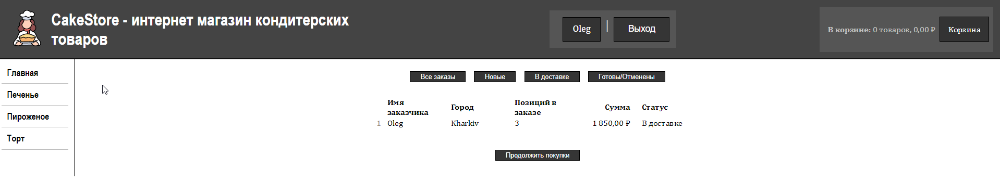 CakeStore - интернет магазин кондитерских
товаров
Oleg | Выход
В корзине: 0 товаров, 0,00 ₽ Корзина
Главная
Печенье
Пироженое
Торт
Все заказы Новые В доставке Готовы/Отменены
Имя заказчика Город Позиций в заказе Сумма Статус
1 Oleg Kharkiv 3 1 850,00 ₽ В доставке
Продолжить покупки